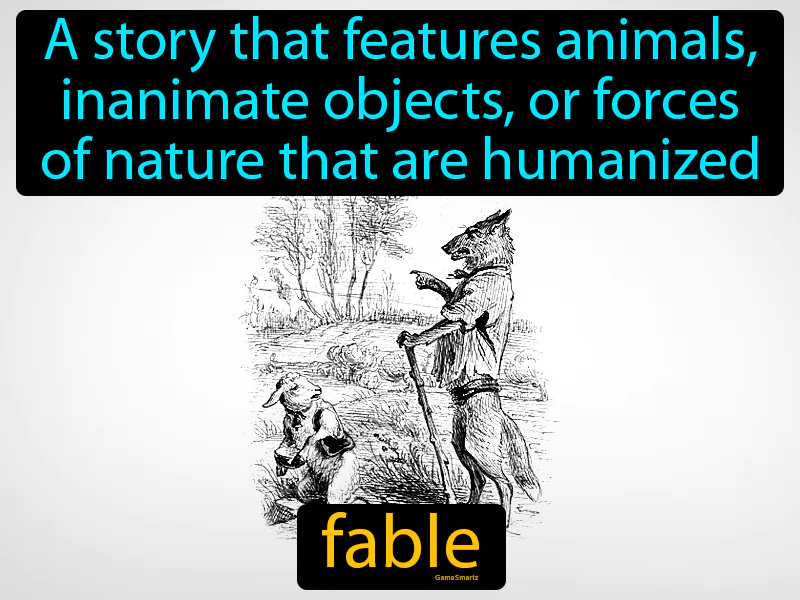 A story that features animals,
inanimate objects, or forces
of nature that are humanized
fable
GameSmartz